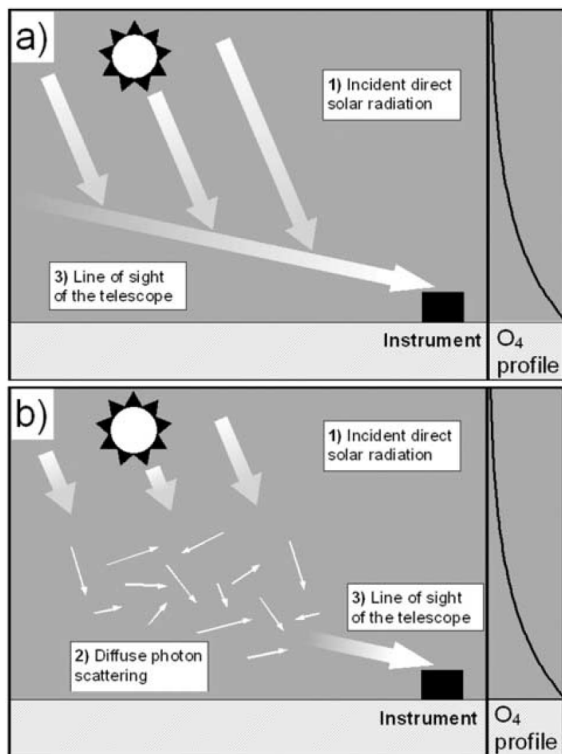 a)
1) Incident direct
solar radiation
3) Line of sight
of the telescope
Instrument
O₄
profile
b)
1) Incident direct
solar radiation
3) Line of sight
of the telescope
2) Diffuse photon
scattering
Instrument
O₄
profile